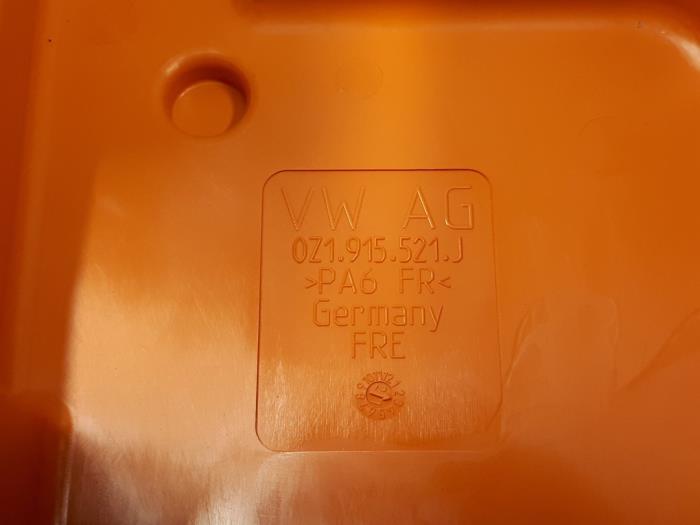 VW AG
0Z1.915.521.J
>PA6 FR<
Germany
FRE